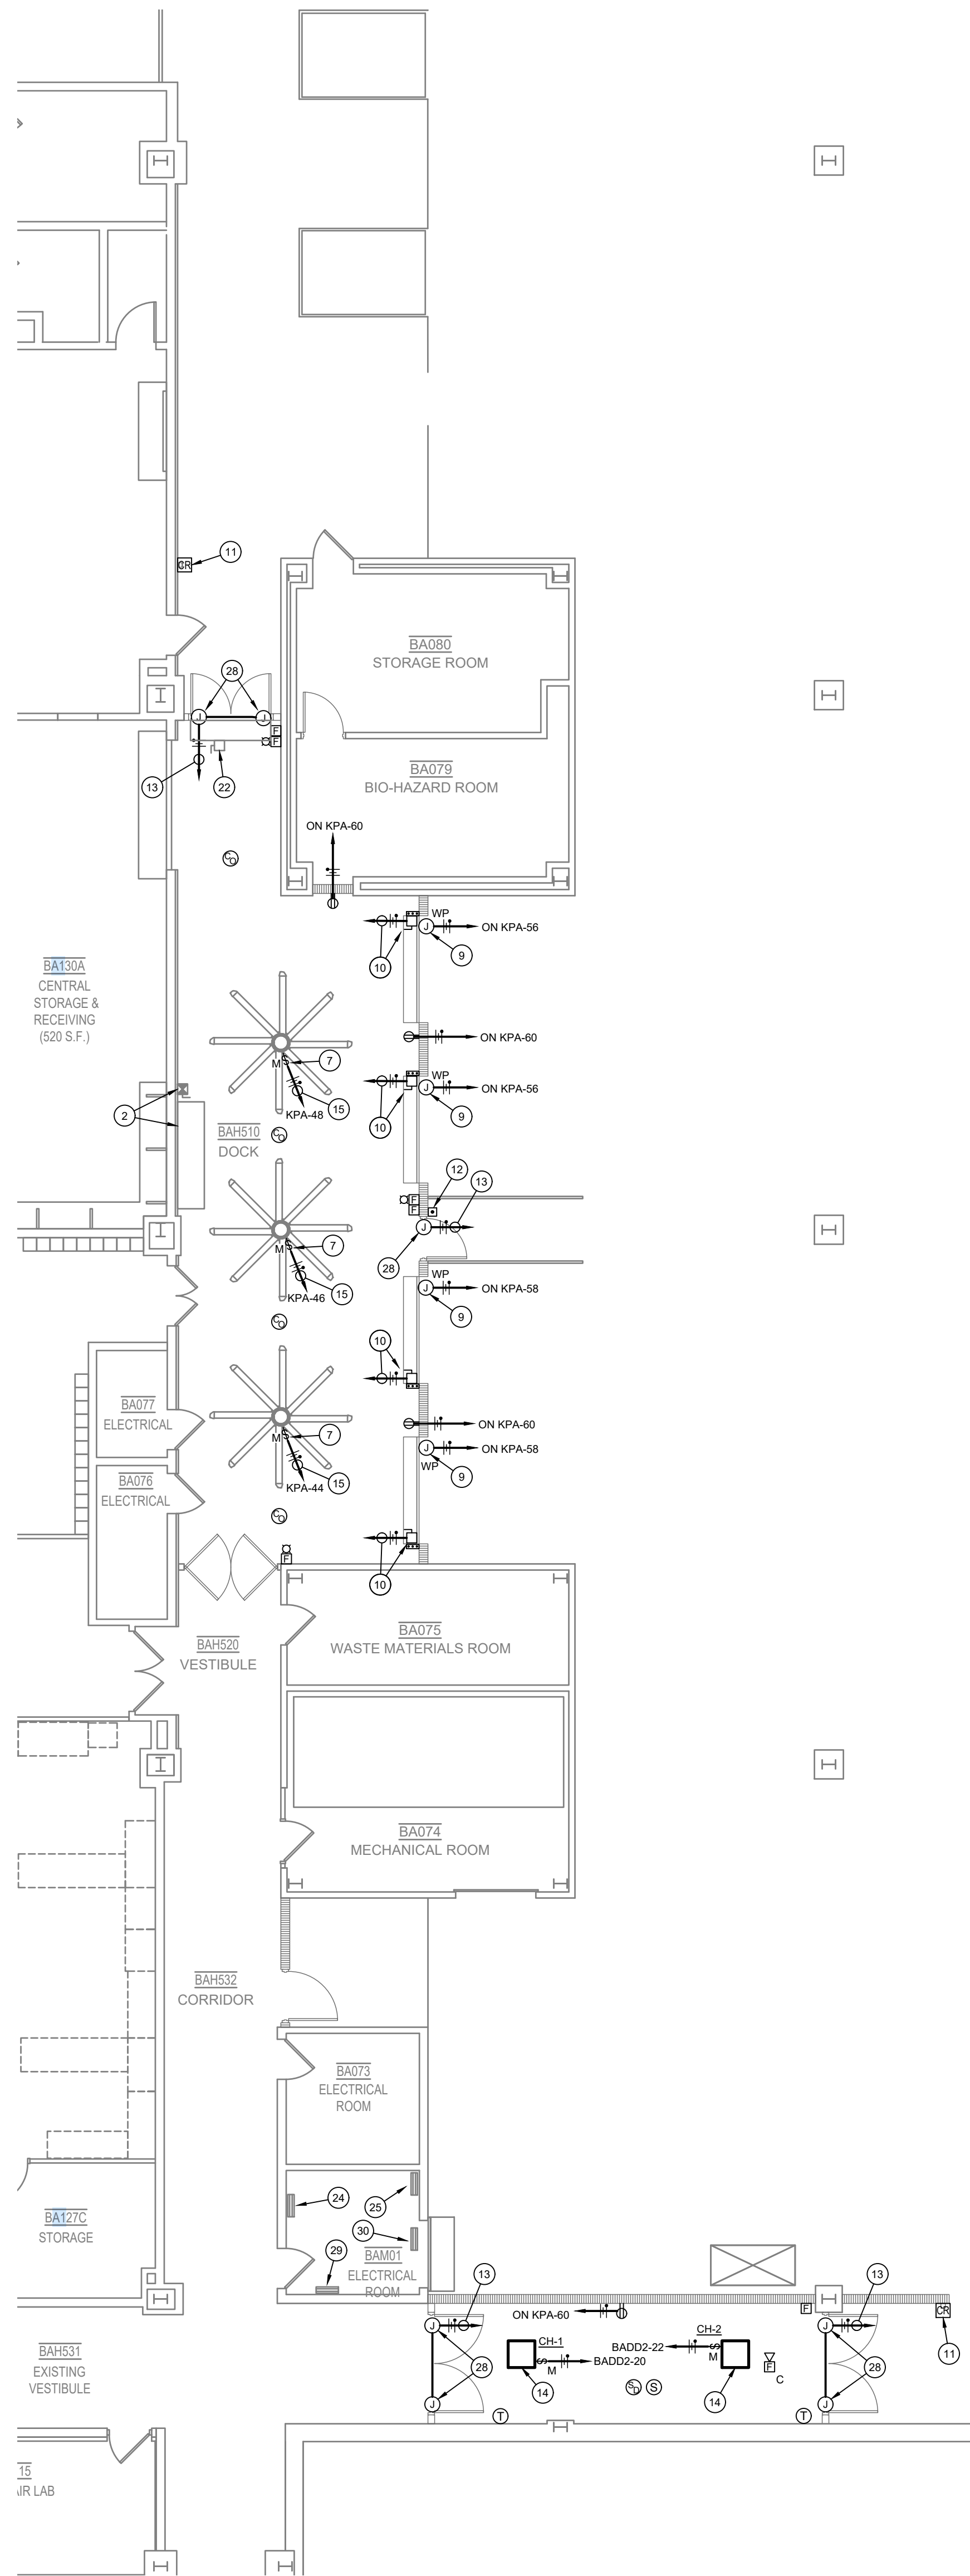 CR
11
BA080
STORAGE ROOM
28
J
J
F
F
13
22
BA079
BIO-HAZARD ROOM
ON KPA-60
CO
WP
J
ON KPA-56
10
9
BA130A
CENTRAL
STORAGE &
RECEIVING
(520 S.F.)
ON KPA-60
M
S
7
WP
J
ON KPA-56
15
KPA-48
10
9
2
BAH510
DOCK
CO
12
13
F
F
J
M
S
7
28
WP
15
J
ON KPA-58
KPA-46
9
CO
10
BA077
ELECTRICAL
ON KPA-60
M
S
7
J
ON KPA-58
WP
9
15
KPA-44
BA076
ELECTRICAL
CO
F
10
BA075
WASTE MATERIALS ROOM
BAH520
VESTIBULE
BA074
MECHANICAL ROOM
BAH532
CORRIDOR
BA073
ELECTRICAL
ROOM
24
25
BA127C
STORAGE
30
29
BAM01
ELECTRICAL
ROOM
13
13
ON KPA-60
F
CR
J
CH-1
CH-2
J
BADD2-22
S
S
BADD2-20
M
M
11
BAH531
EXISTING
VESTIBULE
28
F
28
14
14
C
SD
S
J
J
T
T
15
AIR LAB